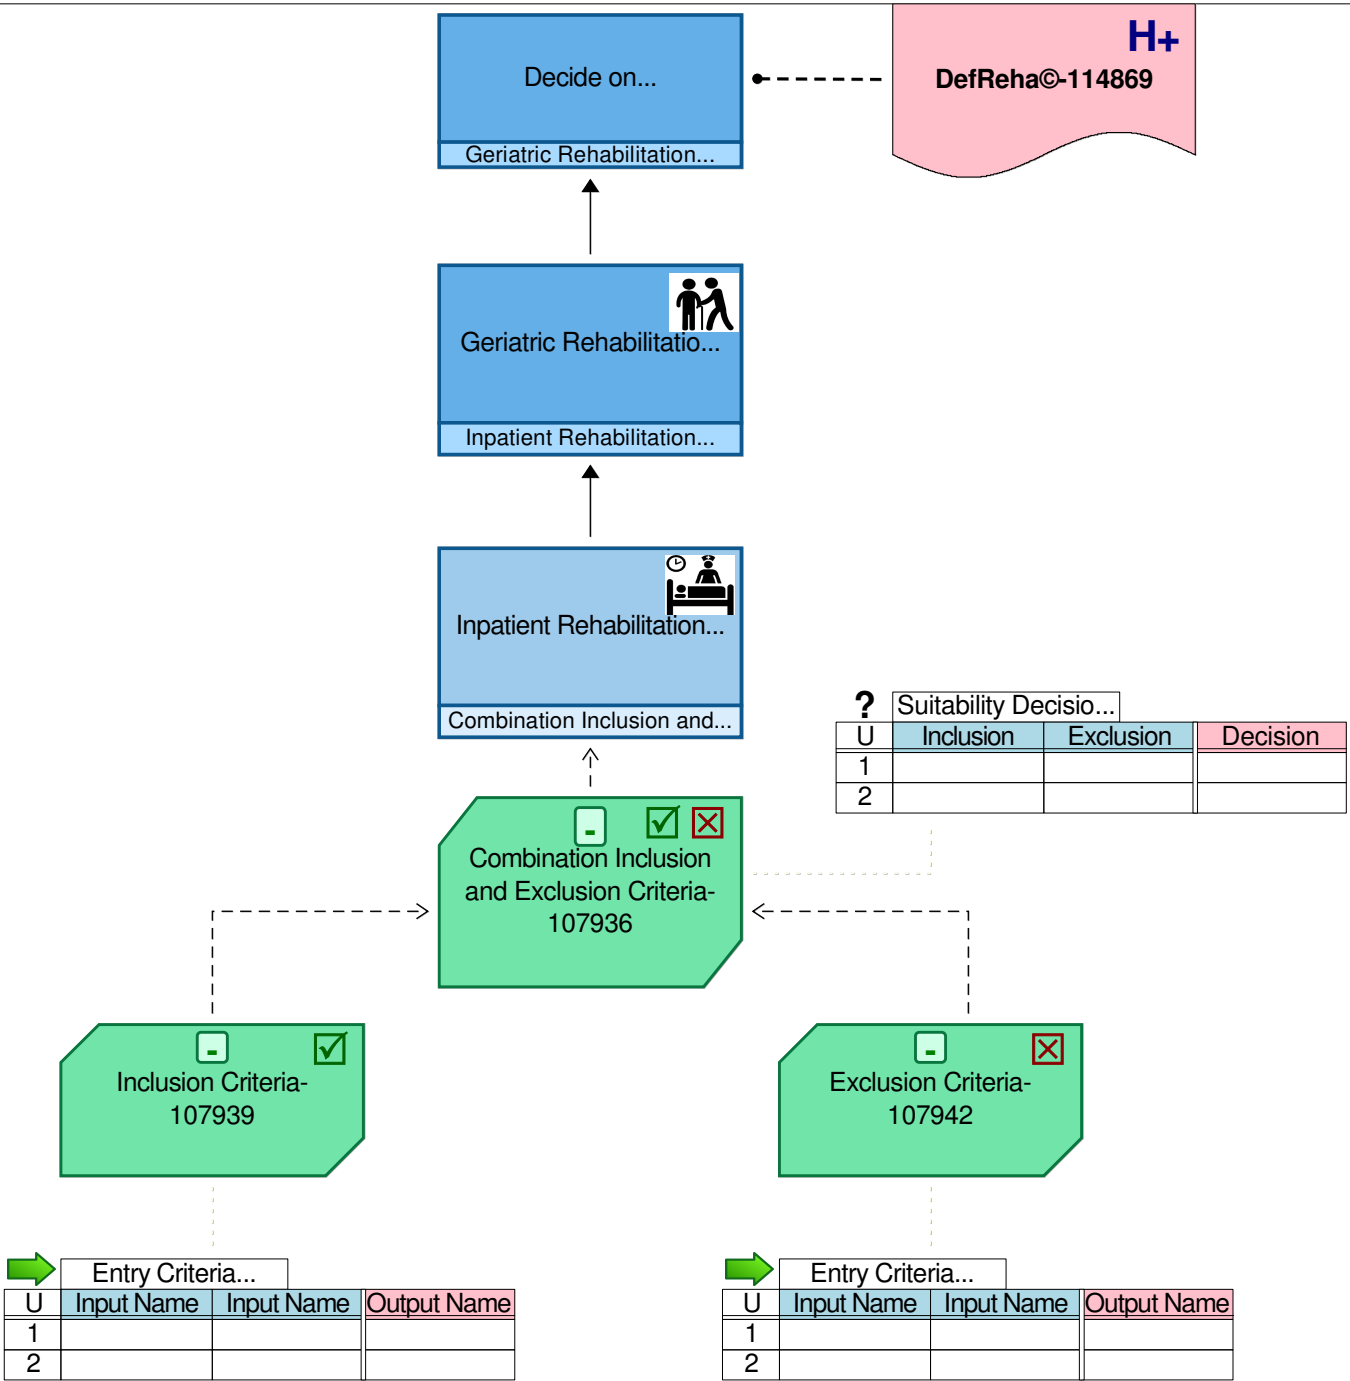 H+
Decide on...
DefReha©-114869
Geriatric Rehabilitation...
Geriatric Rehabilitatio...
Inpatient Rehabilitation...
Inpatient Rehabilitation...
Combination Inclusion and...
? Suitability Decisio...
U Inclusion Exclusion Decision
1
2
-
Combination Inclusion
and Exclusion Criteria-
107936
-
Inclusion Criteria-
107939
-
Exclusion Criteria-
107942
Entry Criteria...
U Input Name Input Name Output Name
1
2
Entry Criteria...
U Input Name Input Name Output Name
1
2